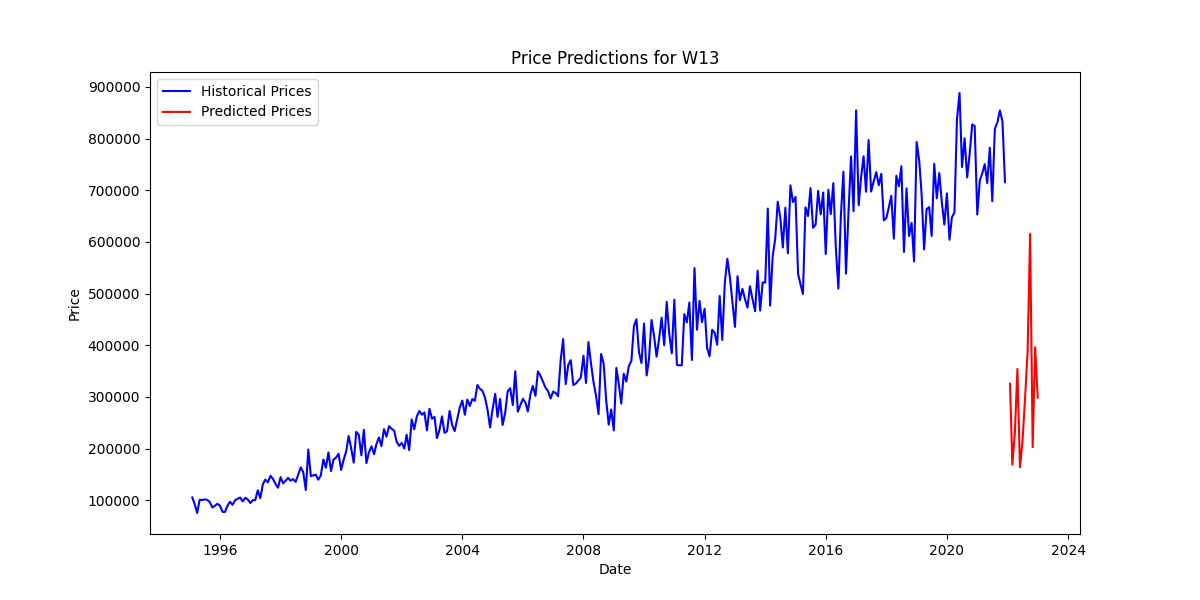 Price Predictions for W13
Historical Prices
Predicted Prices
900000
800000
700000
600000
500000
400000
300000
200000
100000
Price
1996 2000 2004 2008 2012 2016 2020 2024
Date